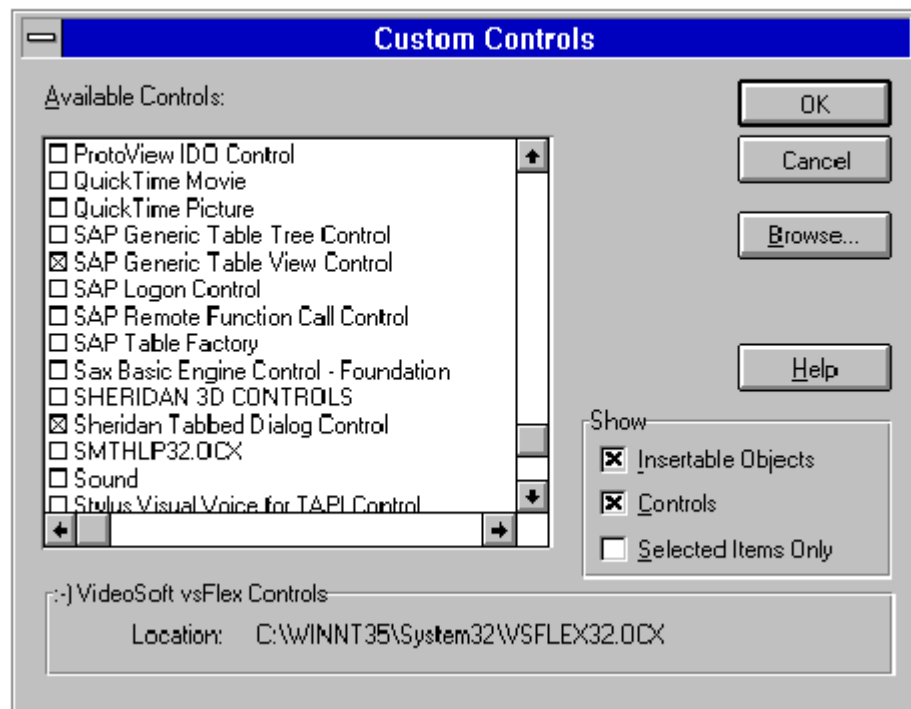 Custom Controls
Available Controls:
ProtoView IDO Control
QuickTime Movie
QuickTime Picture
SAP Generic Table Tree Control
SAP Generic Table View Control
SAP Logon Control
SAP Remote Function Call Control
SAP Table Factory
Sax Basic Engine Control - Foundation
SHERIDAN 3D CONTROLS
Sheridan Tabbed Dialog Control
SMTHLP32.OCX
Sound
Stylus Visual Voice for TAPI Control
OK
Cancel
Browse...
Help
Show
Insertable Objects
Controls
Selected Items Only
:-) VideoSoft vsFlex Controls
Location: C:\WINNT35\System32\VSFLEX32.OCX